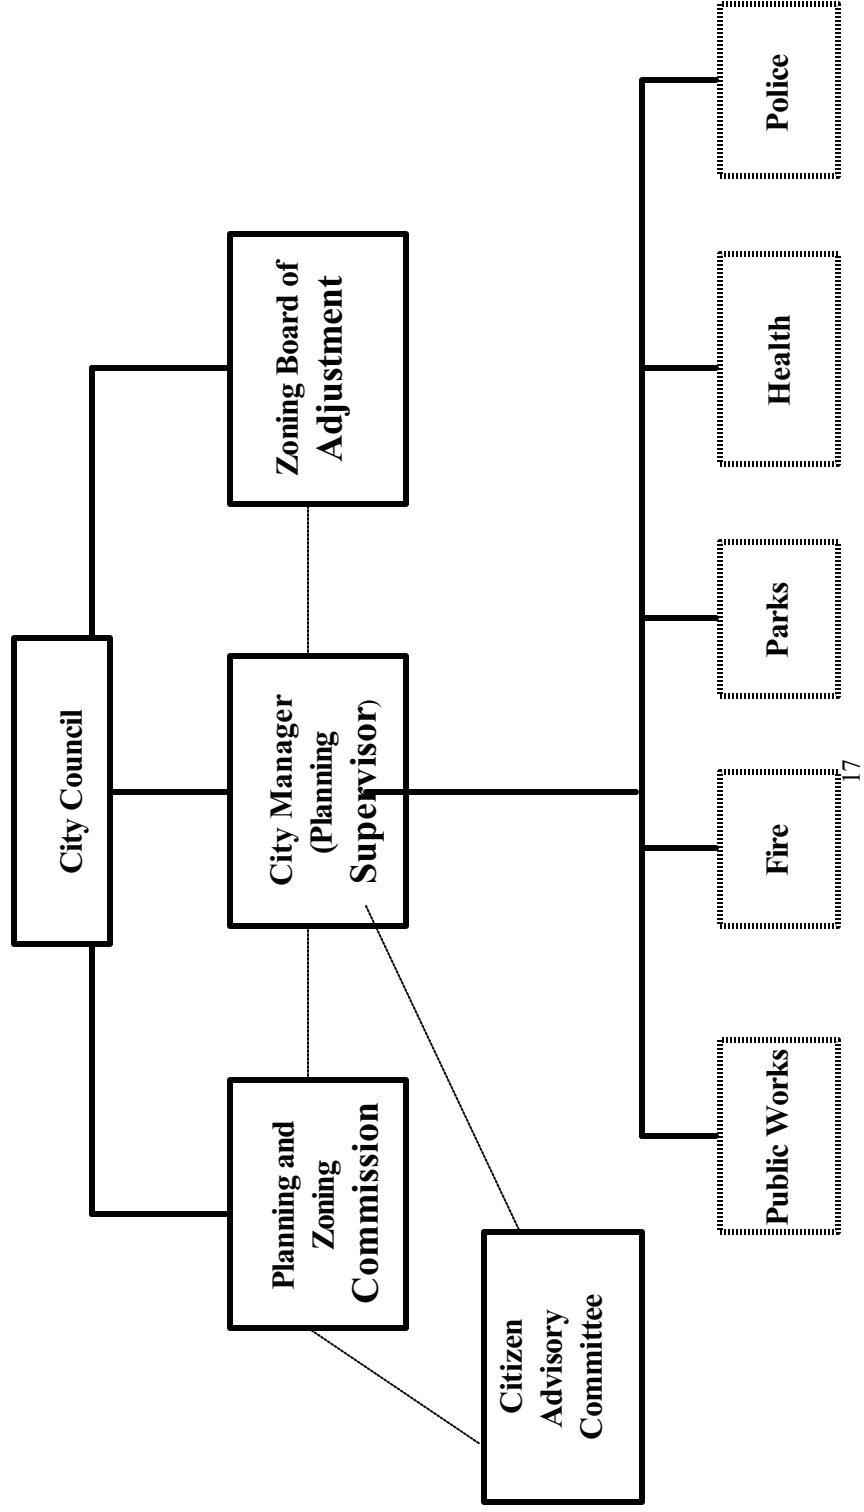 City Council
Planning and
Zoning
Commission
City Manager
(Planning
Supervisor)
Zoning Board of
Adjustment
Citizen
Advisory
Committee
Public Works
Fire
Parks
Health
Police
17